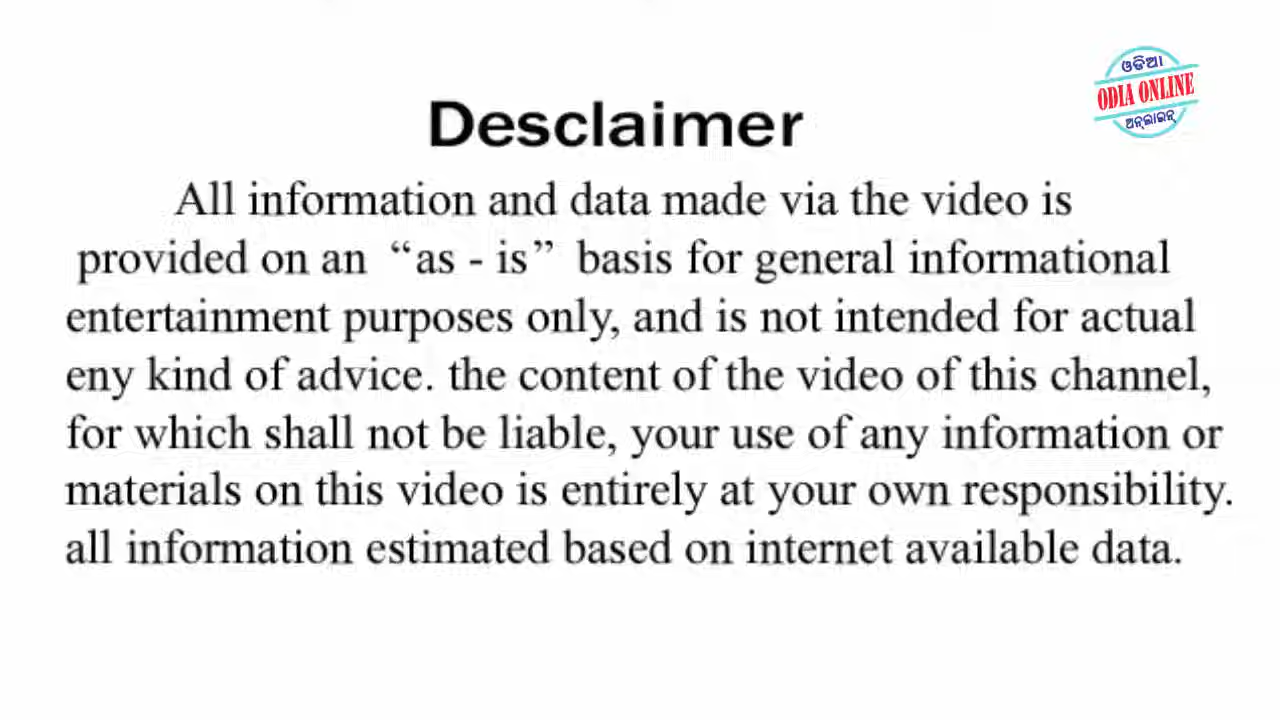 ଓଡିଆ
ODIA ONLINE
ଅନ୍‌ଲାଇନ୍
Desclaimer
All information and data made via the video is
provided on an “as - is” basis for general informational
entertainment purposes only, and is not intended for actual
eny kind of advice. the content of the video of this channel,
for which shall not be liable, your use of any information or
materials on this video is entirely at your own responsibility.
all information estimated based on internet available data.